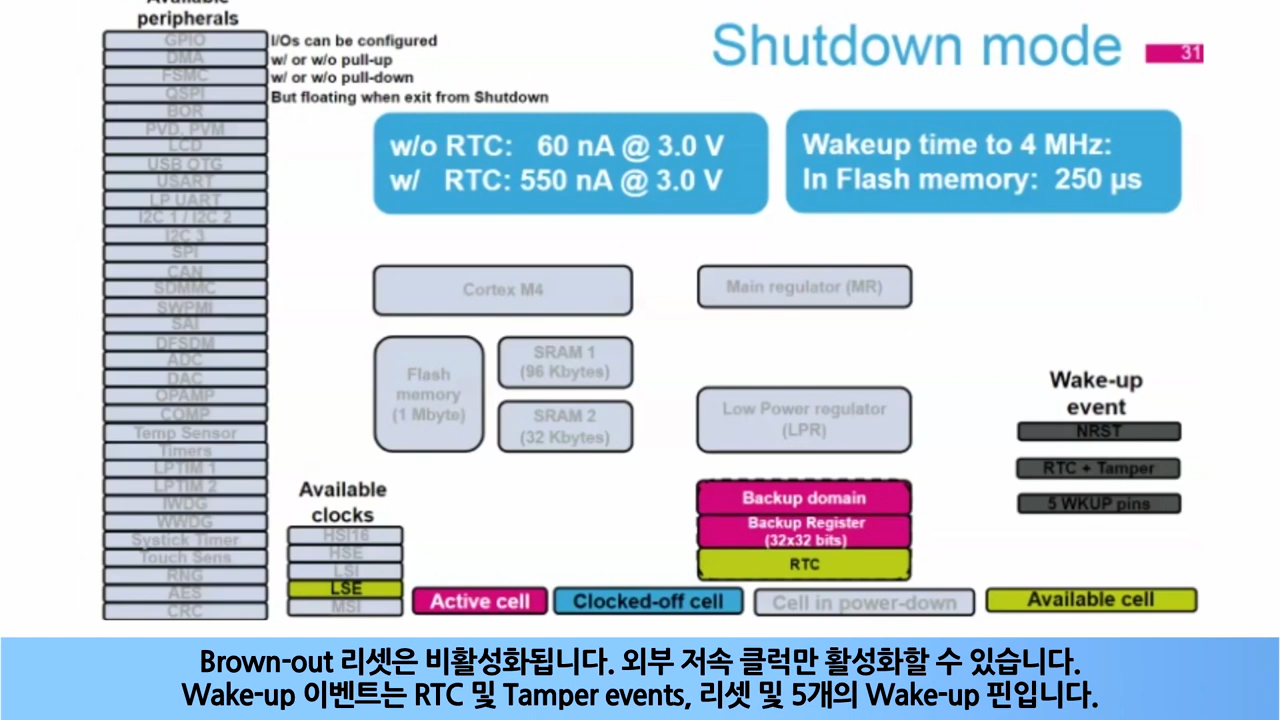 Available
peripherals
GPIO
DMA
FSMC
QSPI
BOR
PVD, PVM
LCD
USB OTG
USART
LP UART
I2C 1 / I2C 2
I2C 3
SPI
CAN
SDMMC
SWPMI
SAI
DFSDM
ADC
DAC
OPAMP
COMP
Temp Sensor
Timers
LPTIM 1
LPTIM 2
IWDG
WWDG
Systick Timer
Touch Sens
RNG
AES
CRC
I/Os can be configured
w/ or w/o pull-up
w/ or w/o pull-down
But floating when exit from Shutdown
Shutdown mode
31
w/o RTC: 60 nA @ 3.0 V
w/ RTC: 550 nA @ 3.0 V
Wakeup time to 4 MHz:
In Flash memory: 250 µs
Cortex M4
Main regulator (MR)
Flash
memory
(1 Mbyte)
SRAM 1
(96 Kbytes)
SRAM 2
(32 Kbytes)
Low Power regulator
(LPR)
Wake-up
event
NRST
RTC + Tamper
5 WKUP pins
Backup domain
Backup Register
(32x32 bits)
RTC
Available
clocks
HSI16
HSE
LSI
LSE
MSI
Active cell
Clocked-off cell
Cell in power-down
Available cell
Brown-out 리셋은 비활성화됩니다. 외부 저속 클럭만 활성화할 수 있습니다.
Wake-up 이벤트는 RTC 및 Tamper events, 리셋 및 5개의 Wake-up 핀입니다.